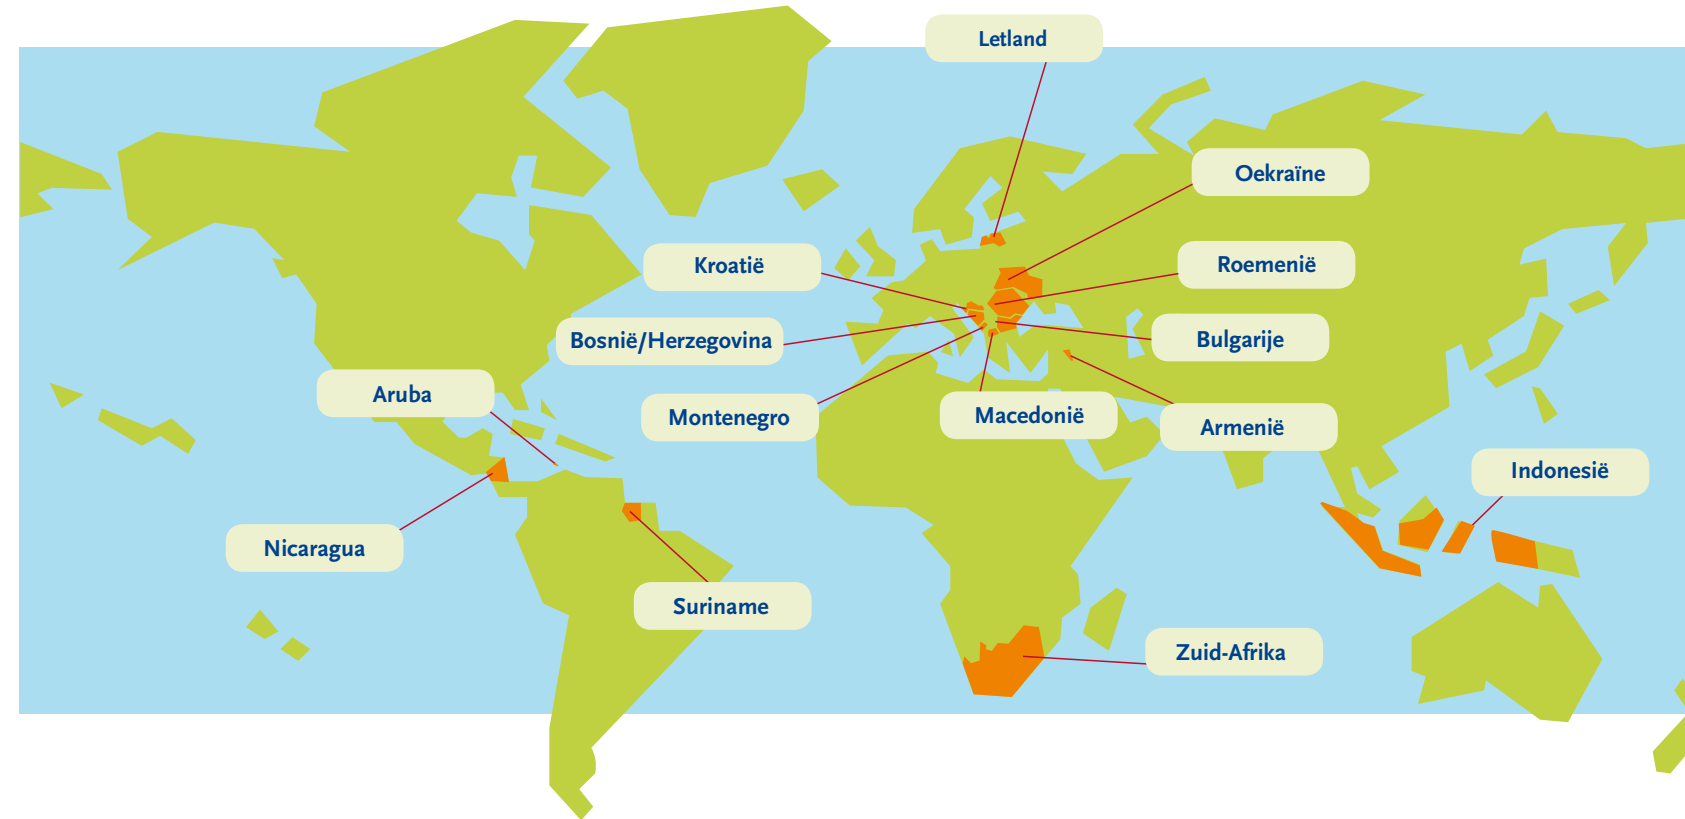 Letland
Oekraïne
Kroatië
Roemenië
Bosnië/Herzegovina
Bulgarije
Aruba
Montenegro
Macedonië
Armenië
Indonesië
Nicaragua
Suriname
Zuid-Afrika